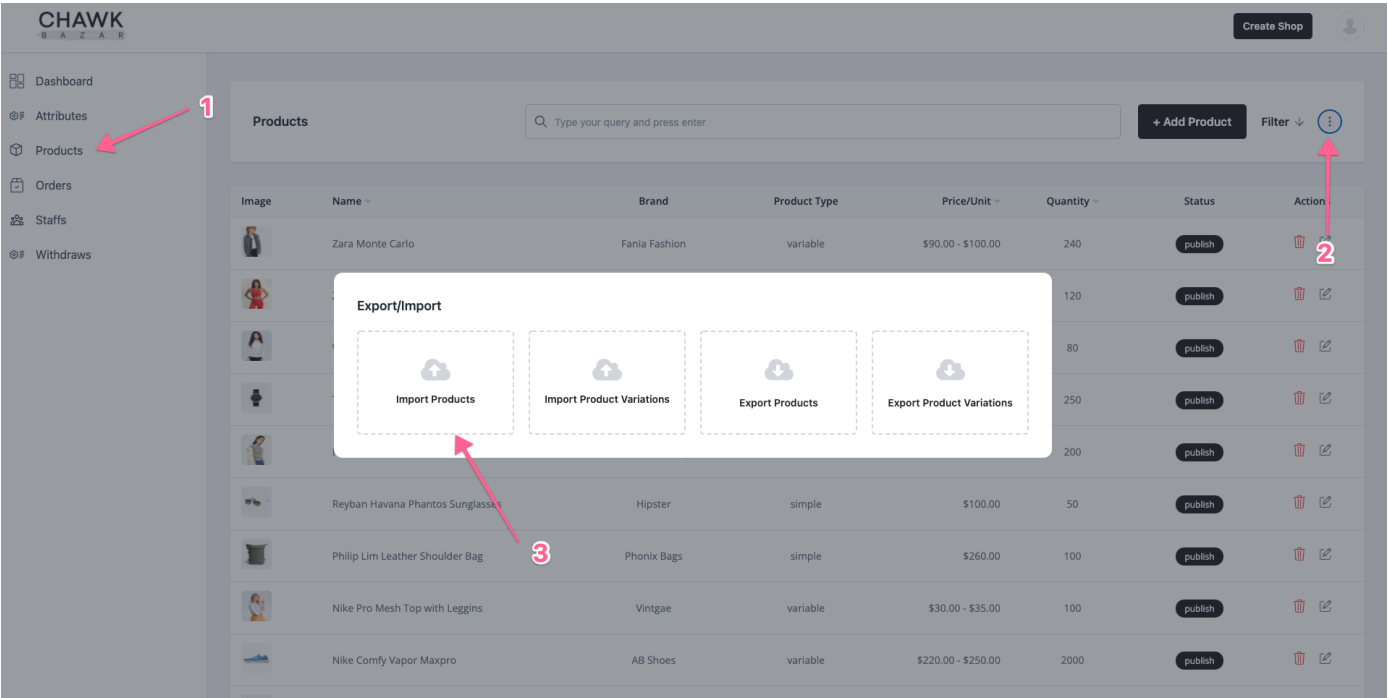 CHAWK
BAZAR
Create Shop
Dashboard
Attributes
Products
Orders
Staffs
Withdraws
1
Products
Type your query and press enter
+ Add Product
Filter ↓
2
Image Name Brand Product Type Price/Unit Quantity Status Actions
Zara Monte Carlo Fania Fashion variable $90.00 - $100.00 240 publish
120 publish
80 publish
250 publish
200 publish
Export/Import
Import Products
Import Product Variations
Export Products
Export Product Variations
3
Reyban Havana Phantos Sunglasses Hipster simple $100.00 50 publish
Philip Lim Leather Shoulder Bag Phonix Bags simple $260.00 100 publish
Nike Pro Mesh Top with Leggins Vintgae variable $30.00 - $35.00 100 publish
Nike Comfy Vapor Maxpro AB Shoes variable $220.00 - $250.00 2000 publish